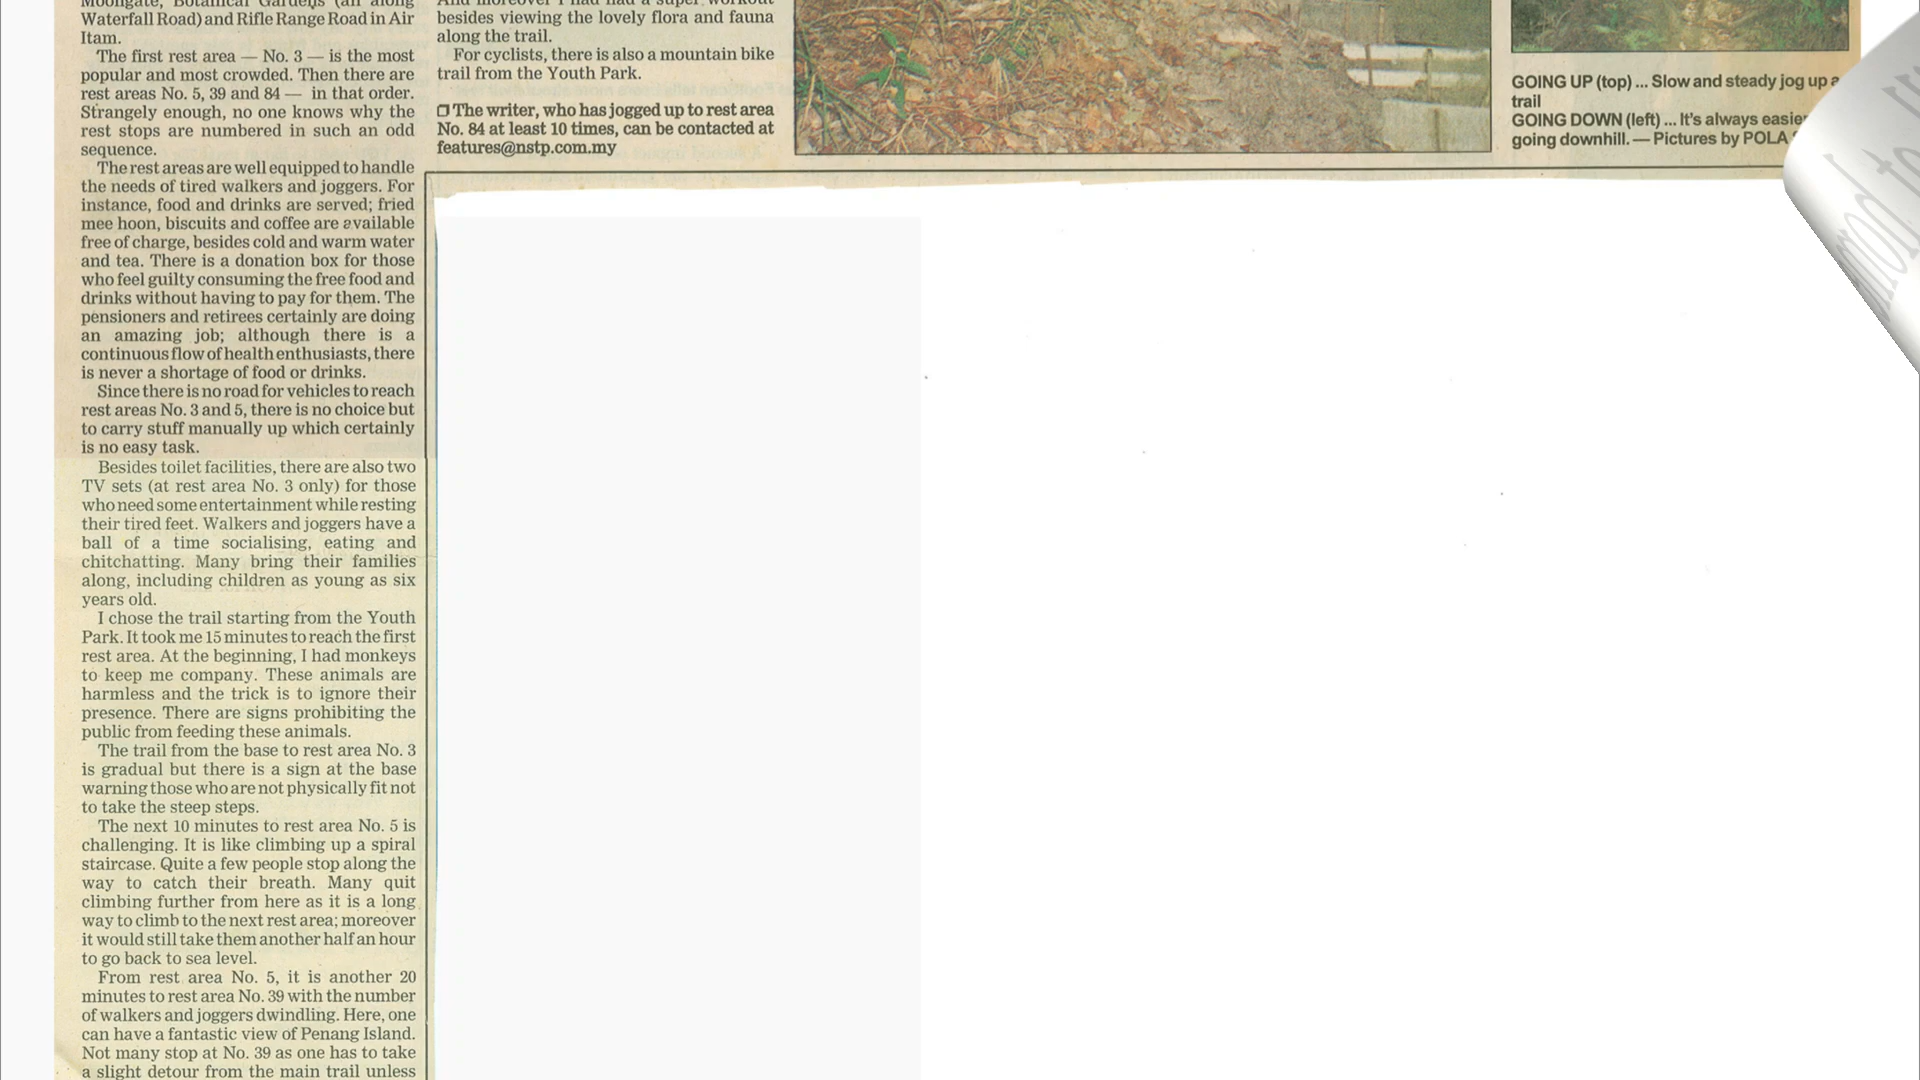 Moongate, Botanical Gardens (all along
Waterfall Road) and Rifle Range Road in Air
Itam.
The first rest area — No. 3 — is the most
popular and most crowded. Then there are
rest areas No. 5, 39 and 84 — in that order.
Strangely enough, no one knows why the
rest stops are numbered in such an odd
sequence.
The rest areas are well equipped to handle
the needs of tired walkers and joggers. For
instance, food and drinks are served; fried
mee hoon, biscuits and coffee are available
free of charge, besides cold and warm water
and tea. There is a donation box for those
who feel guilty consuming the free food and
drinks without having to pay for them. The
pensioners and retirees certainly are doing
an amazing job; although there is a
continuous flow of health enthusiasts, there
is never a shortage of food or drinks.
Since there is no road for vehicles to reach
rest areas No. 3 and 5, there is no choice but
to carry stuff manually up which certainly
is no easy task.
Besides toilet facilities, there are also two
TV sets (at rest area No. 3 only) for those
who need some entertainment while resting
their tired feet. Walkers and joggers have a
ball of a time socialising, eating and
chitchatting. Many bring their families
along, including children as young as six
years old.
I chose the trail starting from the Youth
Park. It took me 15 minutes to reach the first
rest area. At the beginning, I had monkeys
to keep me company. These animals are
harmless and the trick is to ignore their
presence. There are signs prohibiting the
public from feeding these animals.
The trail from the base to rest area No. 3
is gradual but there is a sign at the base
warning those who are not physically fit not
to take the steep steps.
The next 10 minutes to rest area No. 5 is
challenging. It is like climbing up a spiral
staircase. Quite a few people stop along the
way to catch their breath. Many quit
climbing further from here as it is a long
way to climb to the next rest area; moreover
it would still take them another half an hour
to go back to sea level.
From rest area No. 5, it is another 20
minutes to rest area No. 39 with the number
of walkers and joggers dwindling. Here, one
can have a fantastic view of Penang Island.
Not many stop at No. 39 as one has to take
a slight detour from the main trail unless
And moreover I had had a super workout
besides viewing the lovely flora and fauna
along the trail.
For cyclists, there is also a mountain bike
trail from the Youth Park.
❒ The writer, who has jogged up to rest area
No. 84 at least 10 times, can be contacted at
features@nstp.com.my
GOING UP (top) ... Slow and steady jog up a
trail
GOING DOWN (left) ... It's always easier
going downhill. — Pictures by POLA